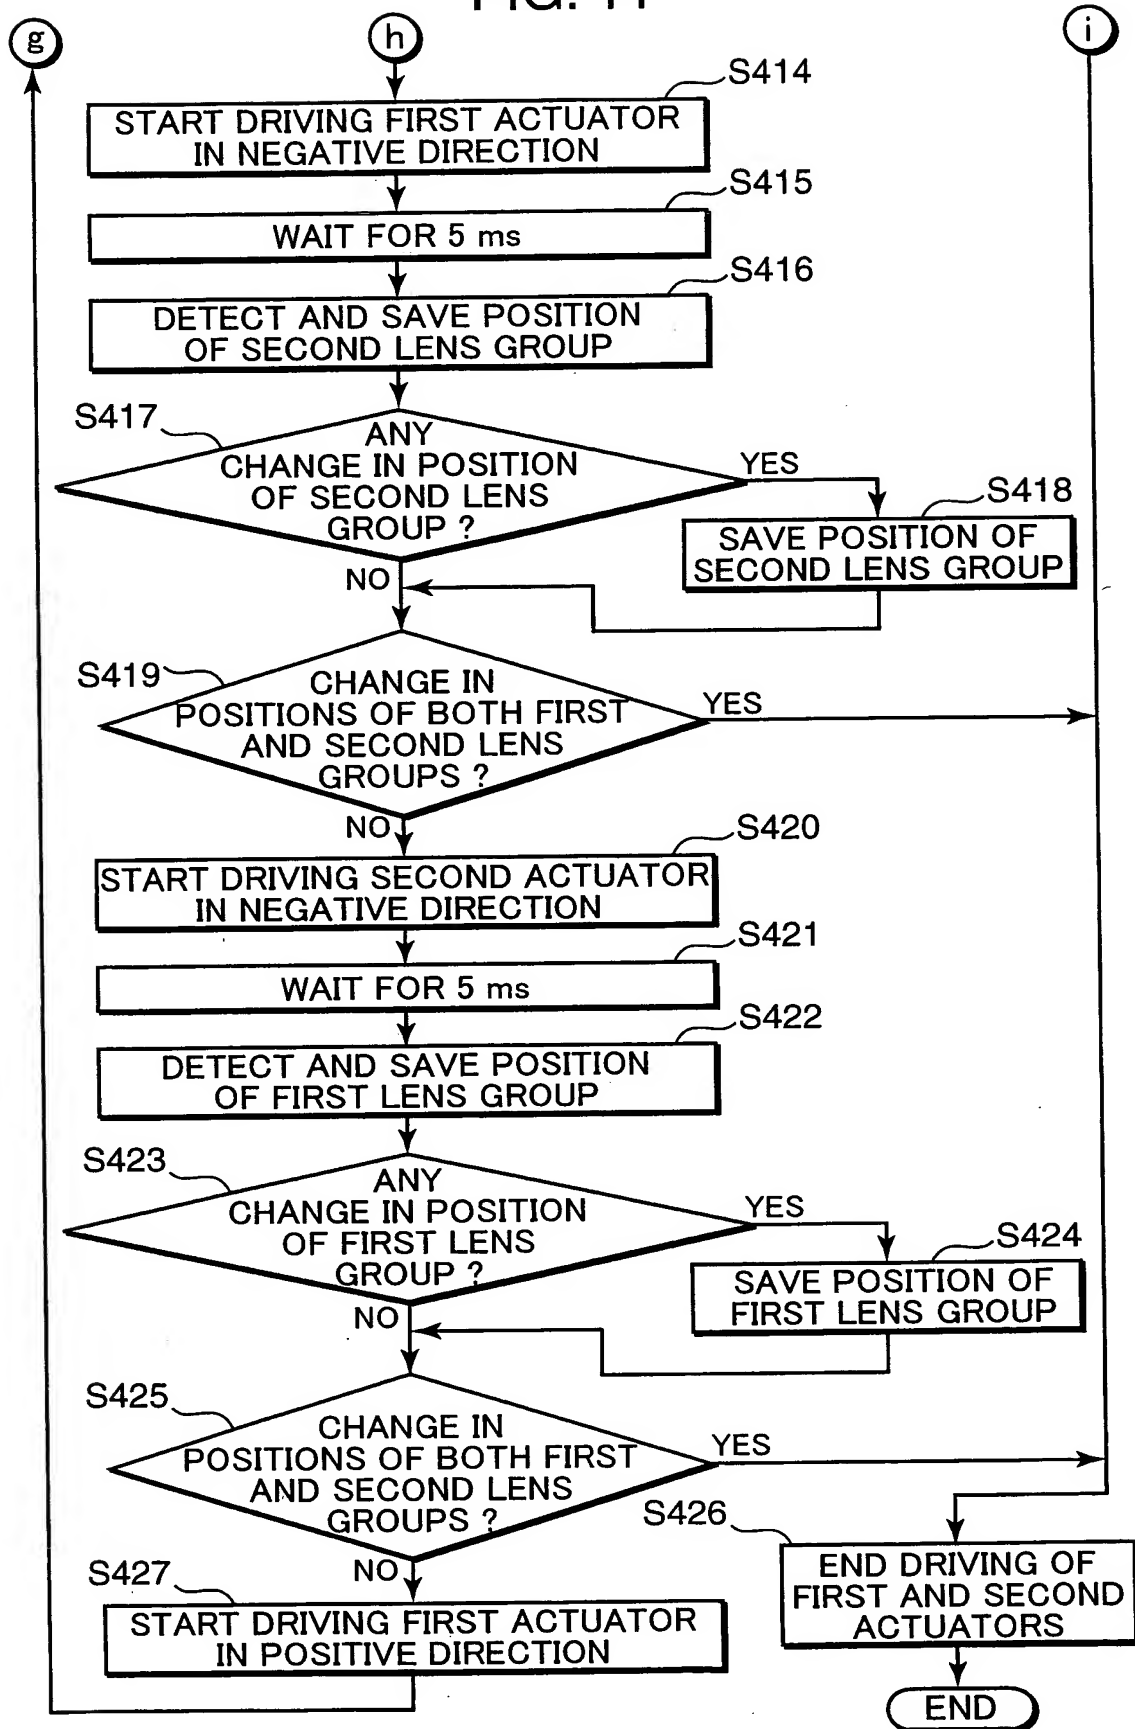 FIG. 11
g
h
i
S414
START DRIVING FIRST ACTUATOR
IN NEGATIVE DIRECTION
S415
WAIT FOR 5 ms
S416
DETECT AND SAVE POSITION
OF SECOND LENS GROUP
S417
ANY
CHANGE IN POSITION
OF SECOND LENS
GROUP ?
YES
S418
SAVE POSITION OF
SECOND LENS GROUP
NO
S419
CHANGE IN
POSITIONS OF BOTH FIRST
AND SECOND LENS
GROUPS ?
YES
NO
S420
START DRIVING SECOND ACTUATOR
IN NEGATIVE DIRECTION
S421
WAIT FOR 5 ms
S422
DETECT AND SAVE POSITION
OF FIRST LENS GROUP
S423
ANY
CHANGE IN POSITION
OF FIRST LENS
GROUP ?
YES
S424
SAVE POSITION OF
FIRST LENS GROUP
NO
S425
CHANGE IN
POSITIONS OF BOTH FIRST
AND SECOND LENS
GROUPS ?
YES
S426
END DRIVING OF
FIRST AND SECOND
ACTUATORS
NO
S427
START DRIVING FIRST ACTUATOR
IN POSITIVE DIRECTION
END